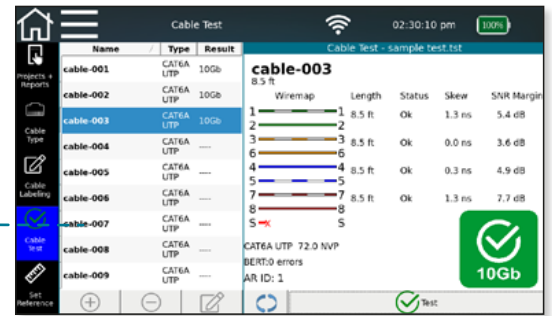 Cable Test
02:30:10 pm
100%
Projects +
Reports
Cable
Type
Cable
Labeling
Cable
Test
Set
Reference
Name / Type Result
cable-001 CAT6A UTP 10Gb
cable-002 CAT6A UTP 10Gb
cable-003 CAT6A UTP 10Gb
cable-004 CAT6A UTP ----
cable-005 CAT6A UTP ----
cable-006 CAT6A UTP ----
cable-007 CAT6A UTP ----
cable-008 CAT6A UTP ----
cable-009 CAT6A UTP ----
Cable Test - sample test.tst
cable-003
8.5 ft
Wiremap Length Status Skew SNR Margin
1 1 8.5 ft Ok 1.3 ns 5.4 dB
2 2
3 3 8.5 ft Ok 0.0 ns 3.6 dB
6 6
4 4 8.5 ft Ok 0.3 ns 4.9 dB
5 5
7 7 8.5 ft Ok 1.3 ns 7.7 dB
8 8
S X S
CAT6A UTP 72.0 NVP
BERT:0 errors
AR ID: 1
10Gb
Test